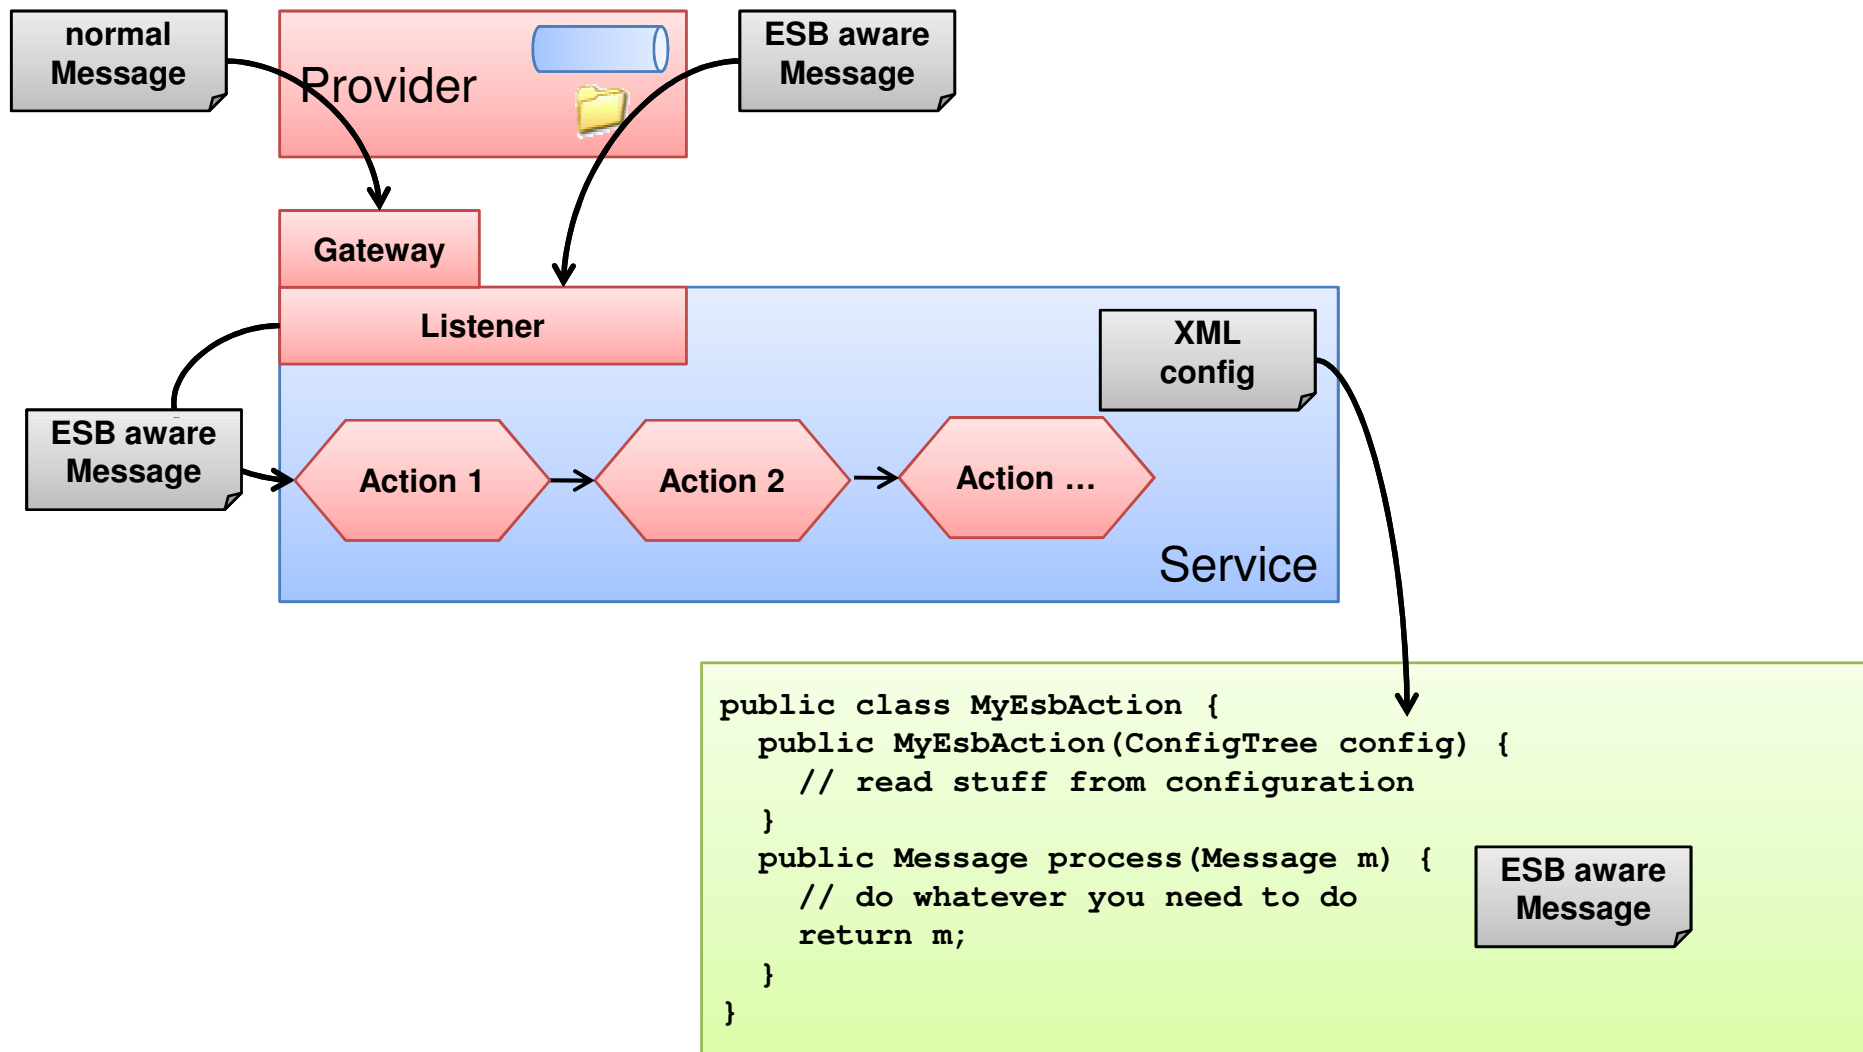 normal
Message
Provider
ESB aware
Message
Gateway
Listener
XML
config
ESB aware
Message
Action 1
Action 2
Action …
Service
public class MyEsbAction {
  public MyEsbAction(ConfigTree config) {
    // read stuff from configuration
  }
  public Message process(Message m) {
    // do whatever you need to do
    return m;
  }
}
ESB aware
Message